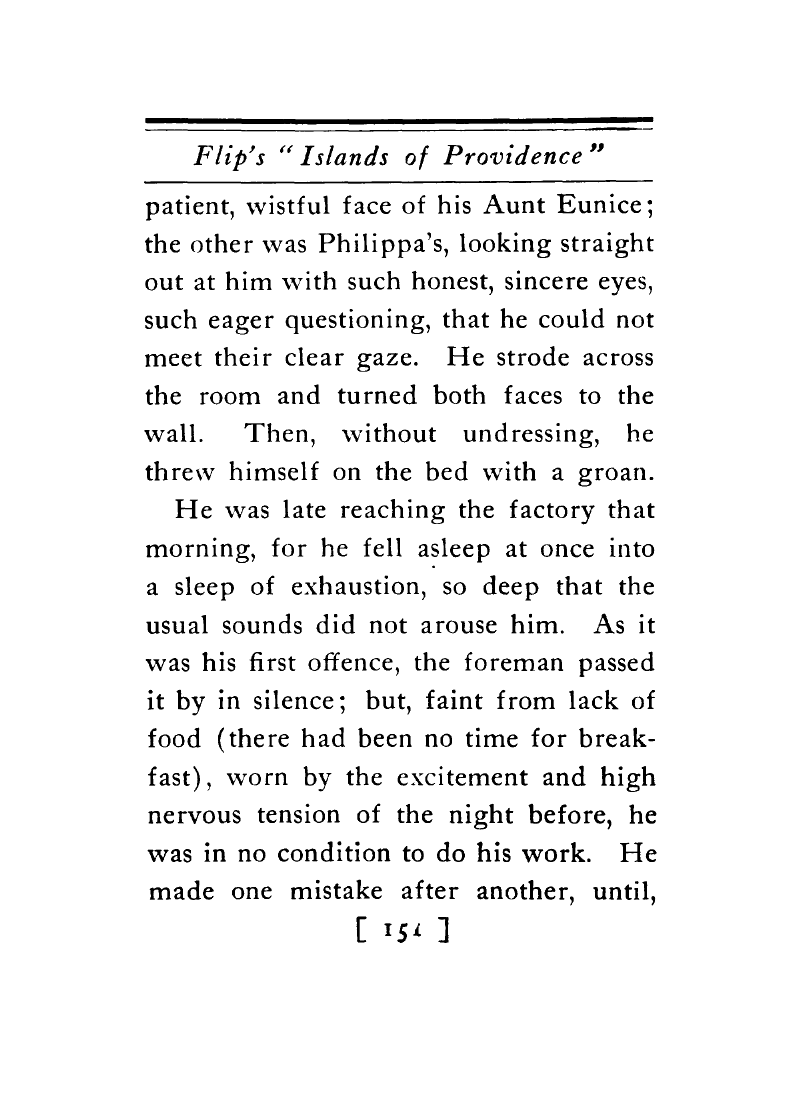 Flip's "Islands of Providence"
patient, wistful face of his Aunt Eunice;
the other was Philippa's, looking straight
out at him with such honest, sincere eyes,
such eager questioning, that he could not
meet their clear gaze. He strode across
the room and turned both faces to the
wall. Then, without undressing, he
threw himself on the bed with a groan.
He was late reaching the factory that
morning, for he fell asleep at once into
a sleep of exhaustion, so deep that the
usual sounds did not arouse him. As it
was his first offence, the foreman passed
it by in silence; but, faint from lack of
food (there had been no time for break-
fast), worn by the excitement and high
nervous tension of the night before, he
was in no condition to do his work. He
made one mistake after another, until,